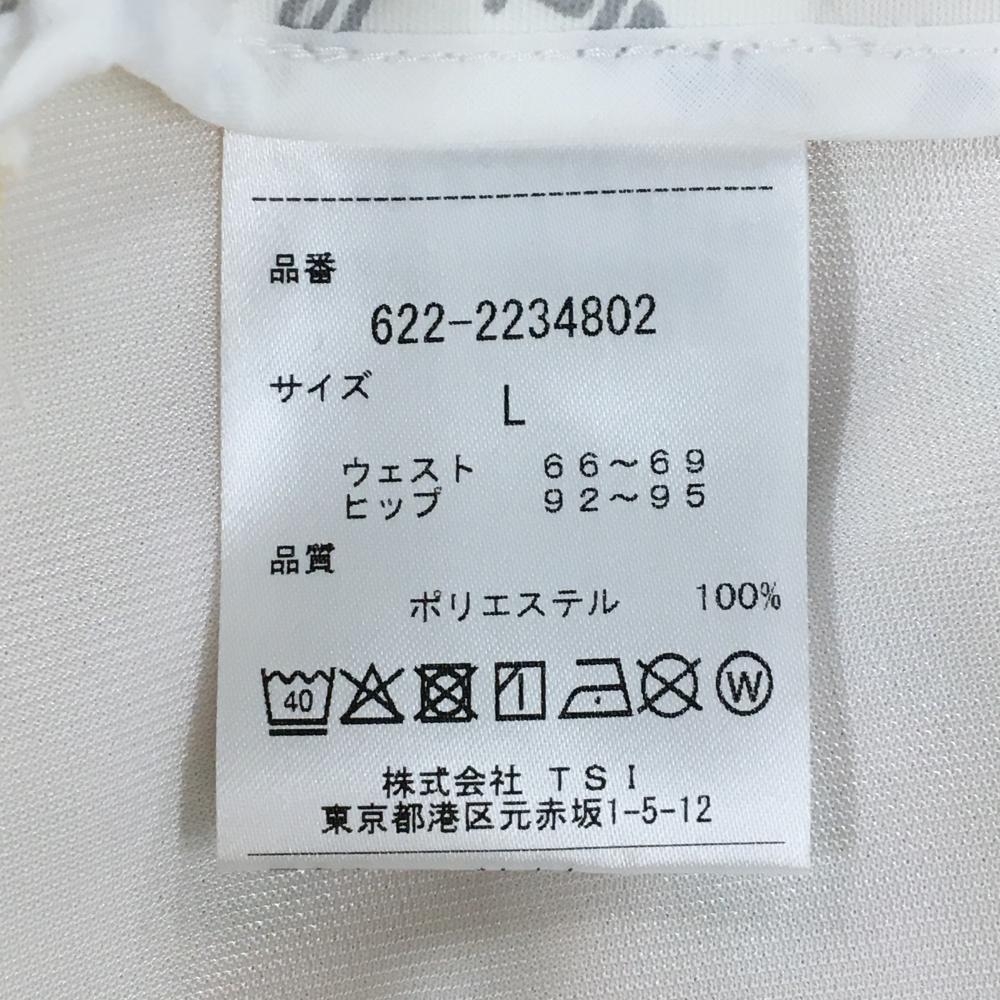 品番
622-2234802
サイズ
L
ウェスト 66～69
ヒップ 92～95
品質
ポリエステル 100%
40 W
株式会社 TSI
東京都港区元赤坂1-5-12